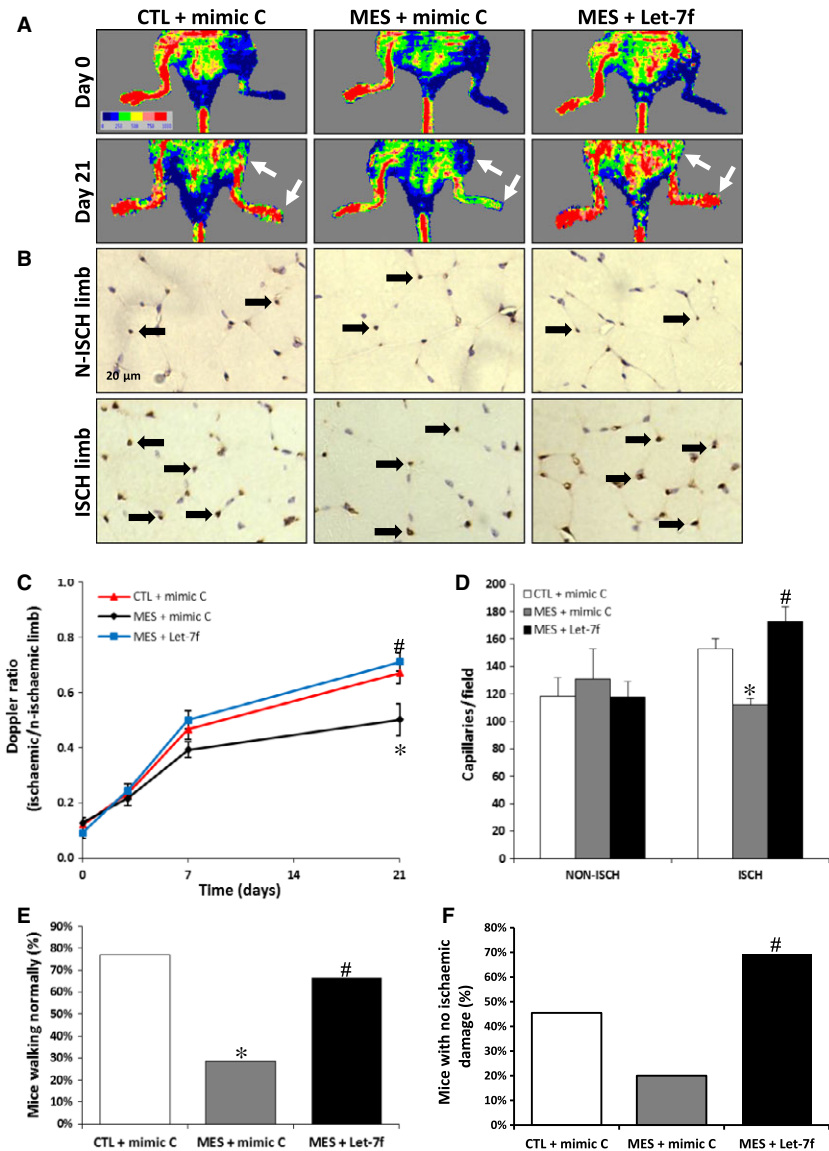 A
CTL + mimic C
MES + mimic C
MES + Let-7f
Day 0
0 250 500 750 1000
Day 21
B
N-ISCH limb
20 µm
ISCH limb
C
1.0
0.8
0.6
0.4
0.2
0.0
Doppler ratio
(ischaemic/n-ischaemic limb)
CTL + mimic C
MES + mimic C
MES + Let-7f
#
*
0
7
14
21
Time (days)
D
200
180
160
140
120
100
80
60
40
20
0
Capillaries/field
CTL + mimic C
MES + mimic C
MES + Let-7f
*
#
NON-ISCH
ISCH
E
90%
80%
70%
60%
50%
40%
30%
20%
10%
0%
Mice walking normally (%)
*
#
CTL + mimic C
MES + mimic C
MES + Let-7f
F
80%
70%
60%
50%
40%
30%
20%
10%
0%
Mice with no ischaemic
damage (%)
#
CTL + mimic C
MES + mimic C
MES + Let-7f